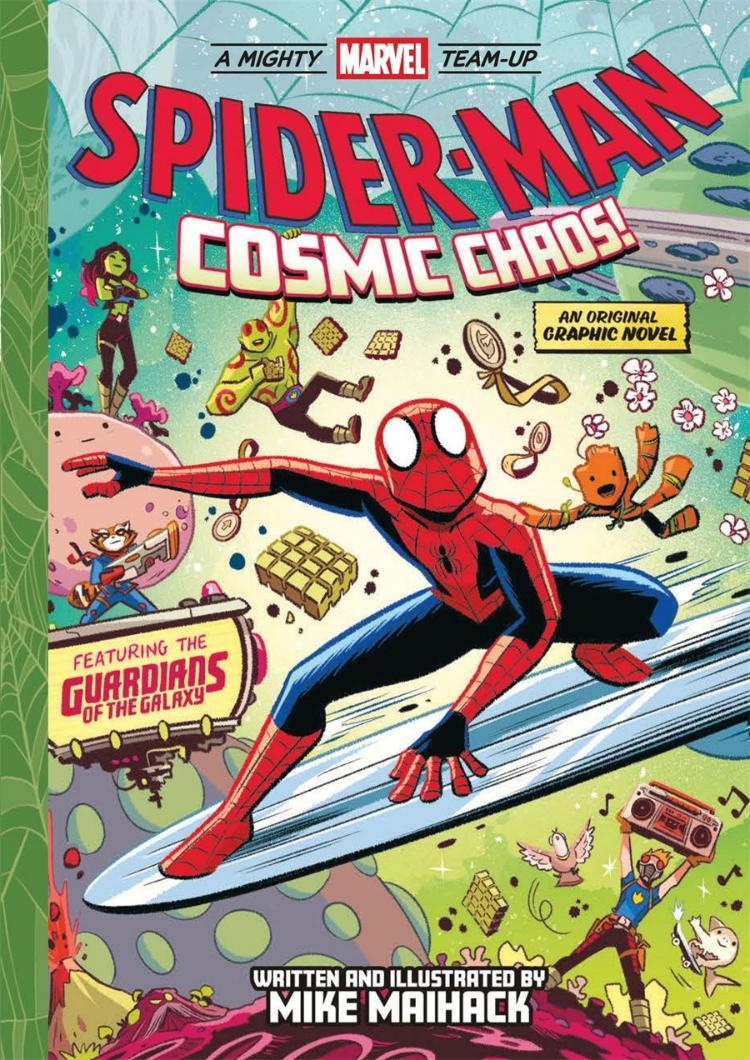 A MIGHTY MARVEL TEAM-UP
SPIDER-MAN
COSMIC CHAOS!
AN ORIGINAL
GRAPHIC NOVEL
FEATURING THE
GUARDIANS
OF THE GALAXY
WRITTEN AND ILLUSTRATED BY
MIKE MAIHACK